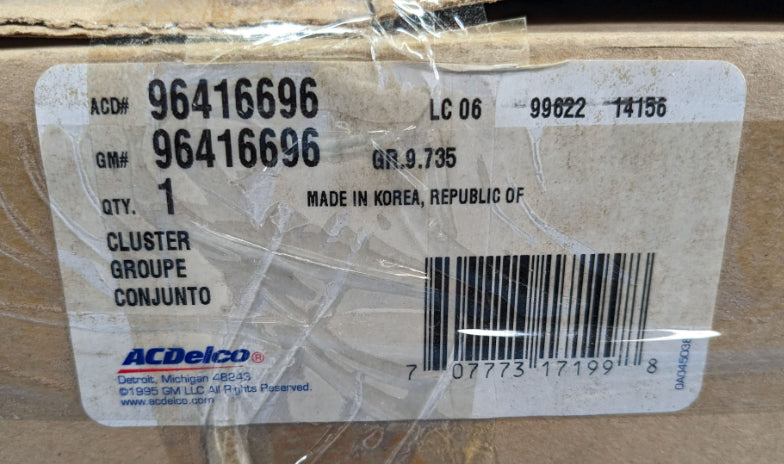 ACD# 96416696 LC 06 99622 14156
GM# 96416696 GR.9.735
QTY. 1 MADE IN KOREA, REPUBLIC OF
CLUSTER
GROUPE
CONJUNTO
ACDelco®
Detroit, Michigan 48243
©1995 GM LLC All Rights Reserved.
www.acdelco.com
7 07773 17199 8